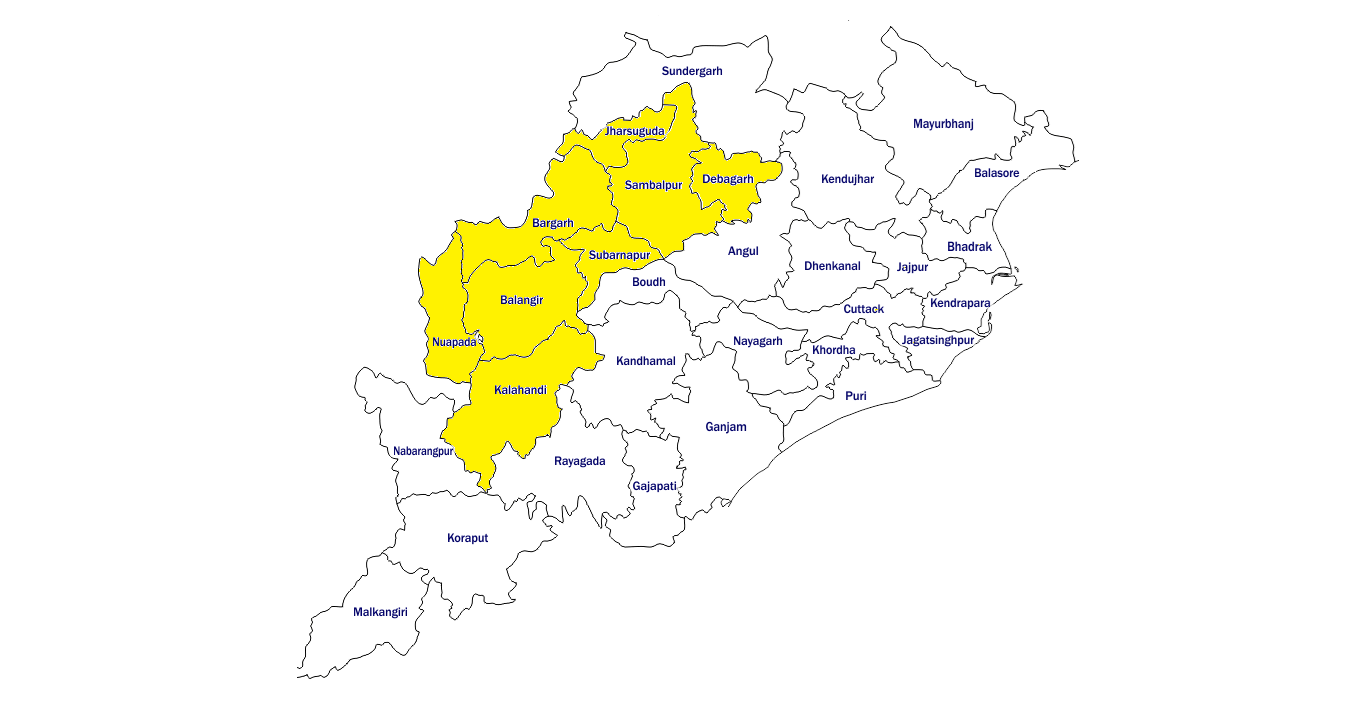 Sundergarh
Mayurbhanj
Jharsuguda
Balasore
Sambalpur
Debagarh
Kendujhar
Bargarh
Bhadrak
Subarnapur
Angul
Dhenkanal
Jajpur
Boudh
Balangir
Cuttack
Kendrapara
Nuapada
Nayagarh
Khordha
Jagatsinghpur
Kandhamal
Kalahandi
Puri
Ganjam
Nabarangpur
Rayagada
Gajapati
Koraput
Malkangiri